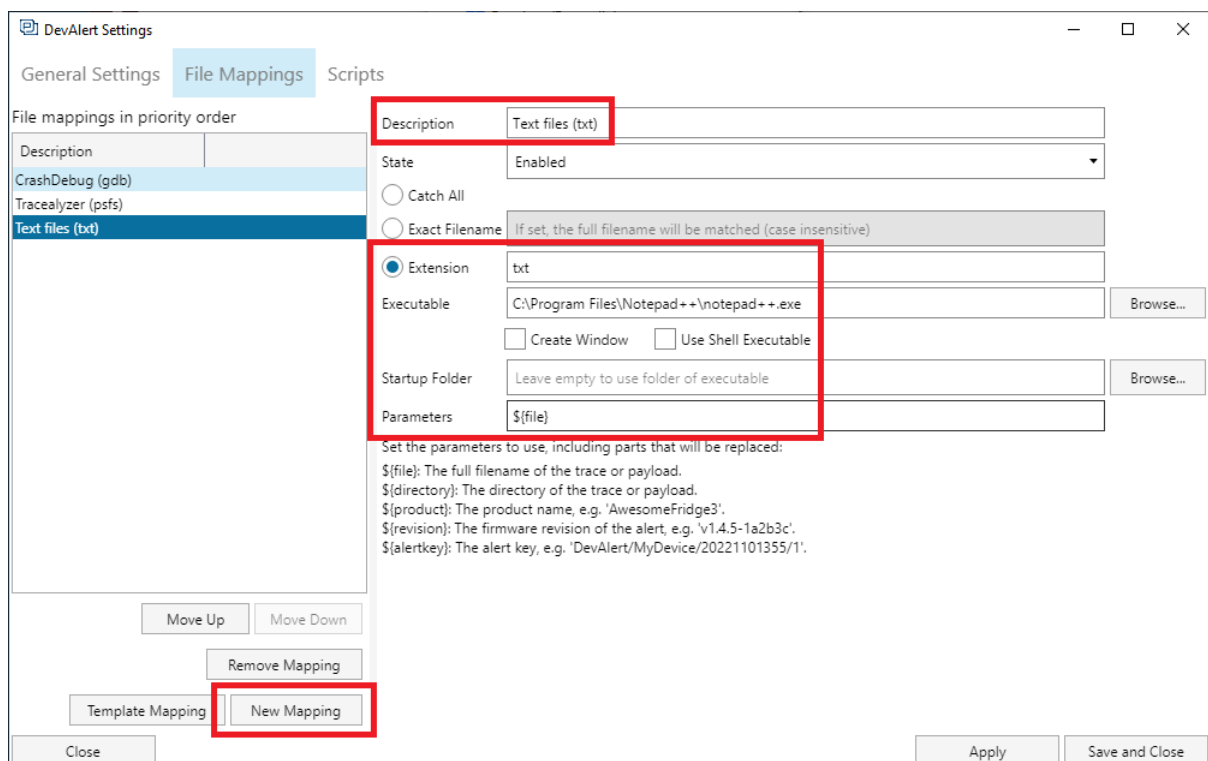 DevAlert Settings
General Settings File Mappings Scripts
File mappings in priority order
Description
CrashDebug (gdb)
Tracealyzer (psfs)
Text files (txt)
Move Up Move Down
Remove Mapping
Template Mapping New Mapping
Close
Description Text files (txt)
State Enabled
Catch All
Exact Filename If set, the full filename will be matched (case insensitive)
Extension txt
Executable C:\Program Files\Notepad++\notepad++.exe Browse...
Create Window Use Shell Executable
Startup Folder Leave empty to use folder of executable Browse...
Parameters ${file}
Set the parameters to use, including parts that will be replaced:
${file}: The full filename of the trace or payload.
${directory}: The directory of the trace or payload.
${product}: The product name, e.g. 'AwesomeFridge3'.
${revision}: The firmware revision of the alert, e.g. 'v1.4.5-1a2b3c'.
${alertkey}: The alert key, e.g. 'DevAlert/MyDevice/20221101355/1'.
Apply Save and Close